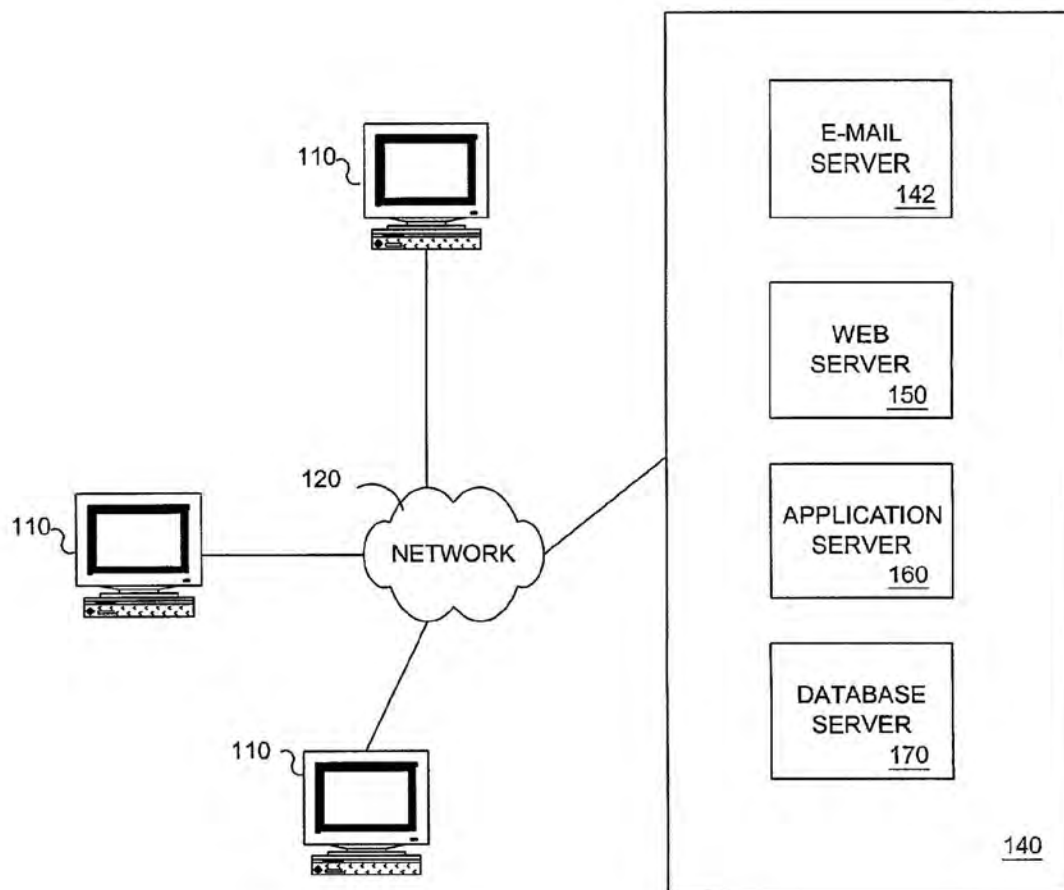 110
E-MAIL
SERVER
142
WEB
SERVER
150
120
NETWORK
110
APPLICATION
SERVER
160
110
DATABASE
SERVER
170
140